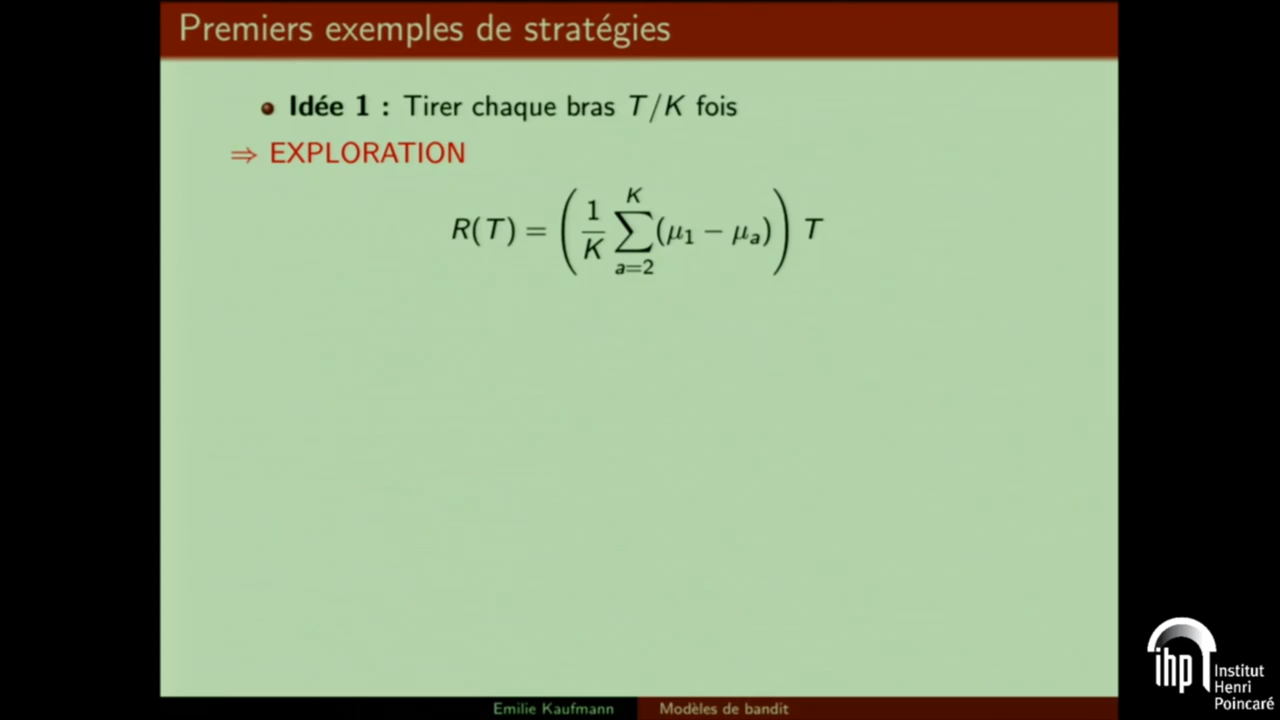 Premiers exemples de stratégies
• Idée 1 : Tirer chaque bras T/K fois
⇒ EXPLORATION
R(T) = ( 1/K ∑_{a=2}^{K} (μ₁ − μₐ) ) T
Emilie Kaufmann Modèles de bandit
ihp Institut
Henri
Poincaré